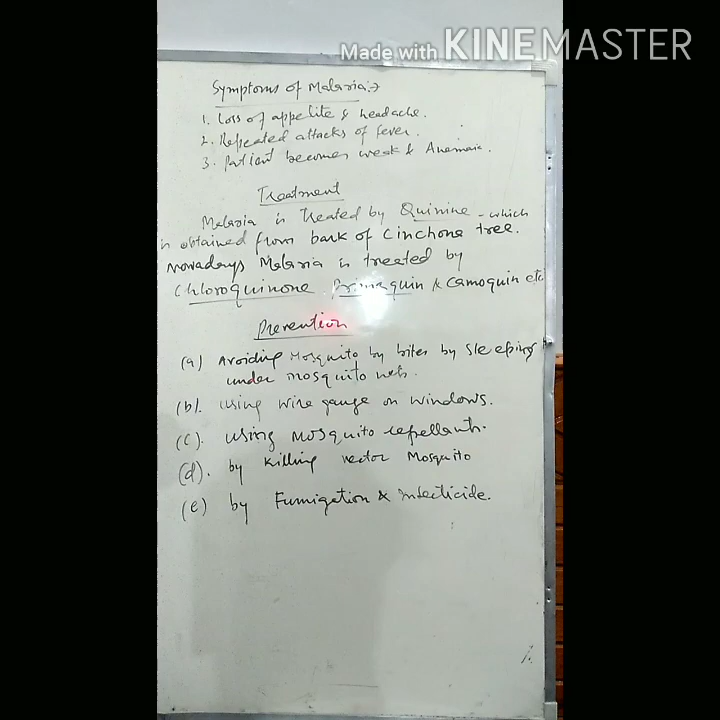 Made with KINEMASTER
Symptoms of Malaria:→
1. Loss of appetite & headache.
2. Repeated attacks of fever.
3. Patient becomes weak & Anemaic.
Treatment
Malaria is treated by Quinine - which
is obtained from bark of Cinchona tree.
nowadays Malaria is treated by
Chloroquinone, Primaquin & Camoquin etc
Prevention
(a) Avoiding Mosquito by bites by sleeping
under mosquito nets.
(b). Using wire gauge on windows.
(c). Using Mosquito repellants.
(d). by Killing vector Mosquito
(e) by Fumigation & Insecticide.